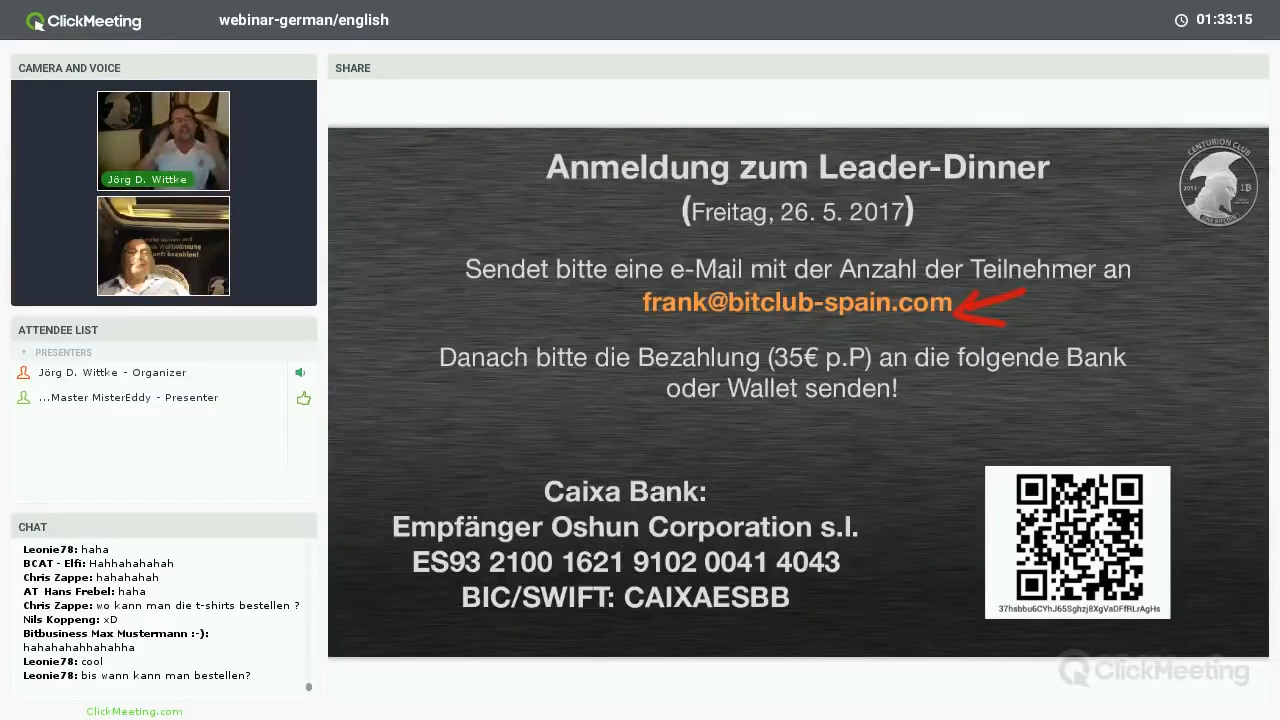 ClickMeeting
webinar-german/english
01:33:15
CAMERA AND VOICE
Jörg D. Wittke
ATTENDEE LIST
PRESENTERS
Jörg D. Wittke - Organizer
...Master MisterEddy - Presenter
CHAT
Leonie78: haha
BCAT - Elfi: Hahhahahahah
Chris Zappe: hahahahah
AT Hans Frebel: haha
Chris Zappe: wo kann man die t-shirts bestellen ?
Nils Koppeng: xD
Bitbusiness Max Mustermann :-):
hahahahahhahahha
Leonie78: cool
Leonie78: bis wann kann man bestellen?
ClickMeeting.com
SHARE
Anmeldung zum Leader-Dinner
(Freitag, 26. 5. 2017)
Sendet bitte eine e-Mail mit der Anzahl der Teilnehmer an
frank@bitclub-spain.com
Danach bitte die Bezahlung (35€ p.P) an die folgende Bank
oder Wallet senden!
Caixa Bank:
Empfänger Oshun Corporation s.l.
ES93 2100 1621 9102 0041 4043
BIC/SWIFT: CAIXAESBB
37hsbbu6CYhJ65Sghzj8XgVaDFfRLrAgHs
CENTURION CLUB
ClickMeeting